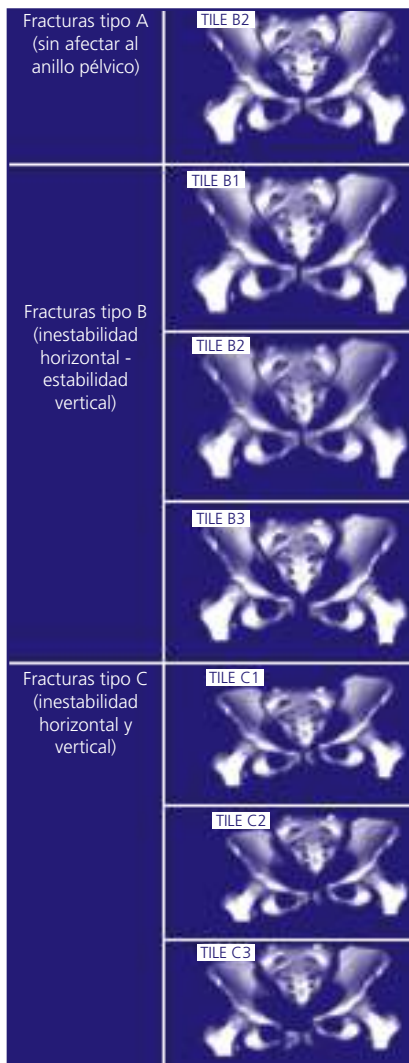 Fracturas tipo A
(sin afectar al
anillo pélvico)
TILE B2
TILE B1
Fracturas tipo B
(inestabilidad
horizontal -
estabilidad
vertical)
TILE B2
TILE B3
Fracturas tipo C
(inestabilidad
horizontal y
vertical)
TILE C1
TILE C2
TILE C3